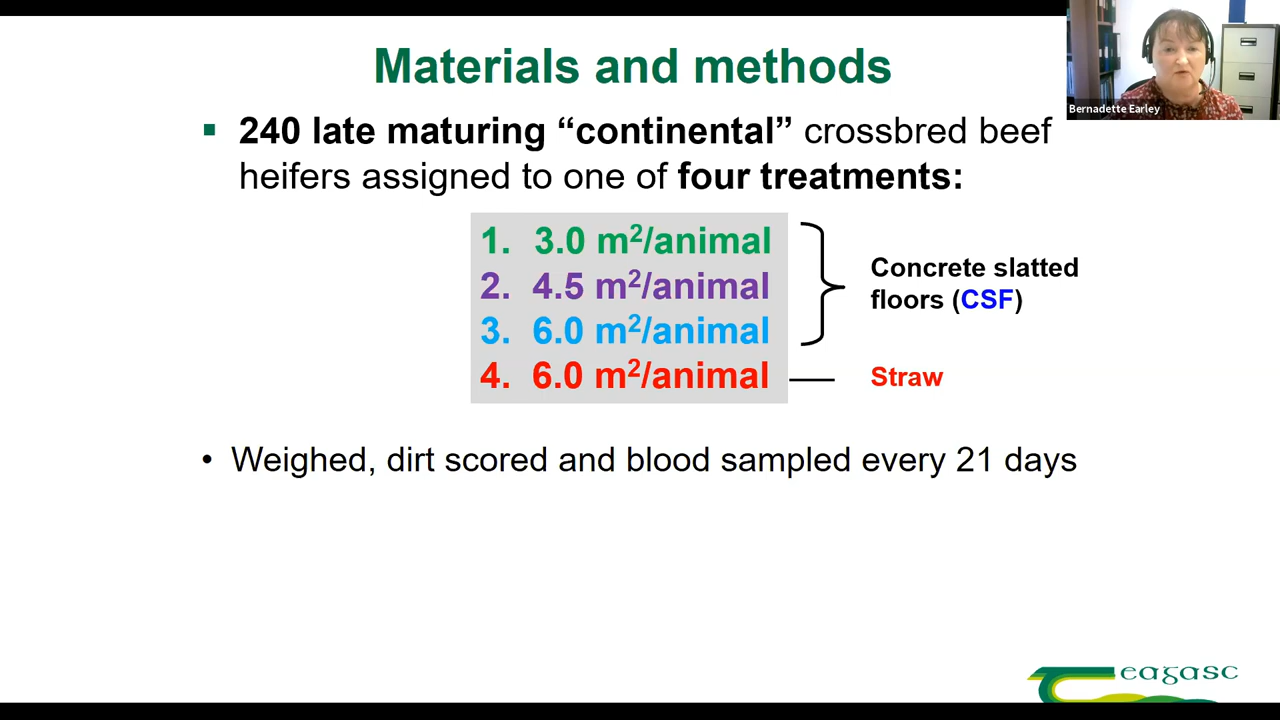 Materials and methods
Bernadette Earley
▪ 240 late maturing “continental” crossbred beef
heifers assigned to one of four treatments:
1. 3.0 m²/animal
2. 4.5 m²/animal
3. 6.0 m²/animal
4. 6.0 m²/animal
Concrete slatted
floors (CSF)
Straw
• Weighed, dirt scored and blood sampled every 21 days
eagasc